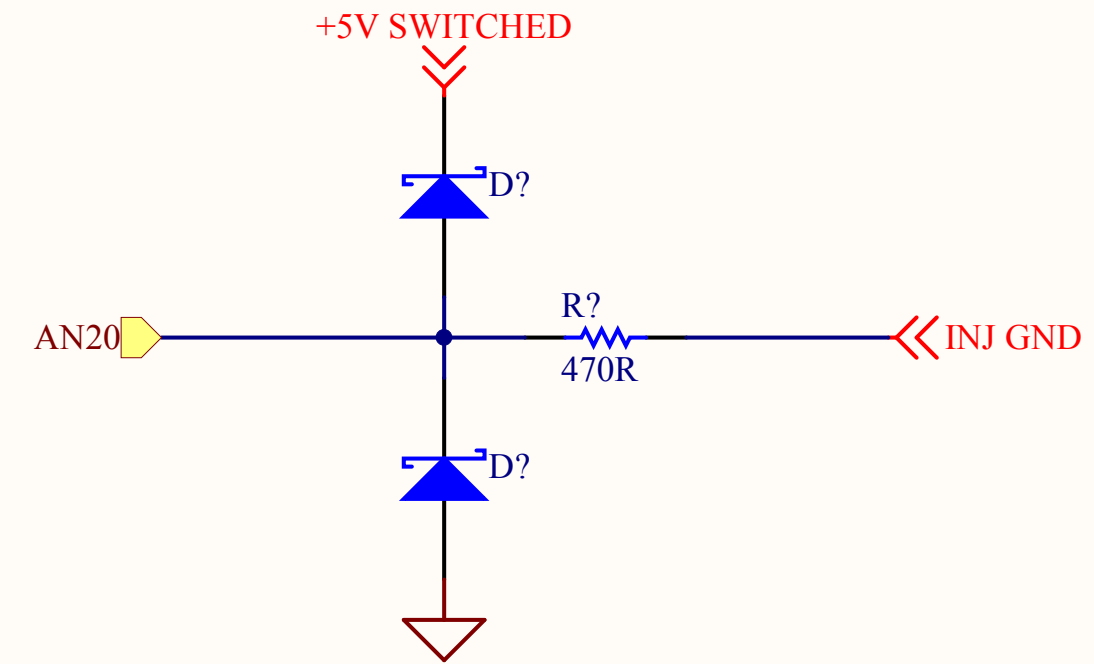 +5V SWITCHED
D?
R?
AN20
INJ GND
470R
D?